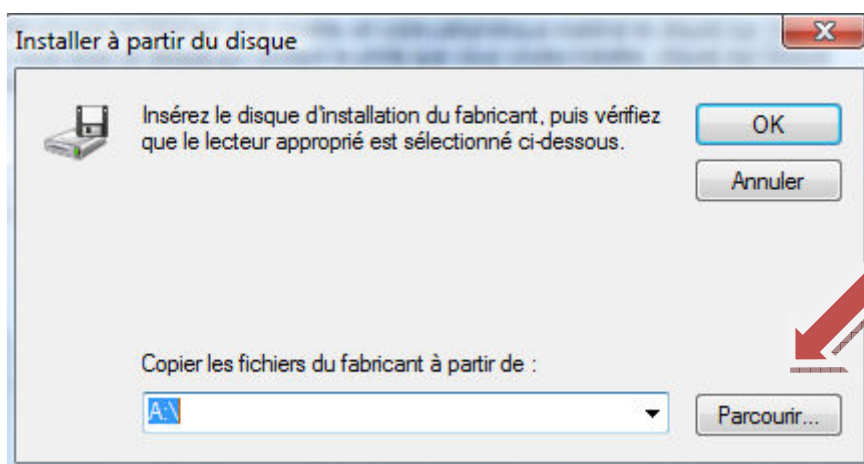 Installer à partir du disque
Insérez le disque d'installation du fabricant, puis vérifiez
que le lecteur approprié est sélectionné ci-dessous.
OK
Annuler
Copier les fichiers du fabricant à partir de :
A:\
Parcourir...